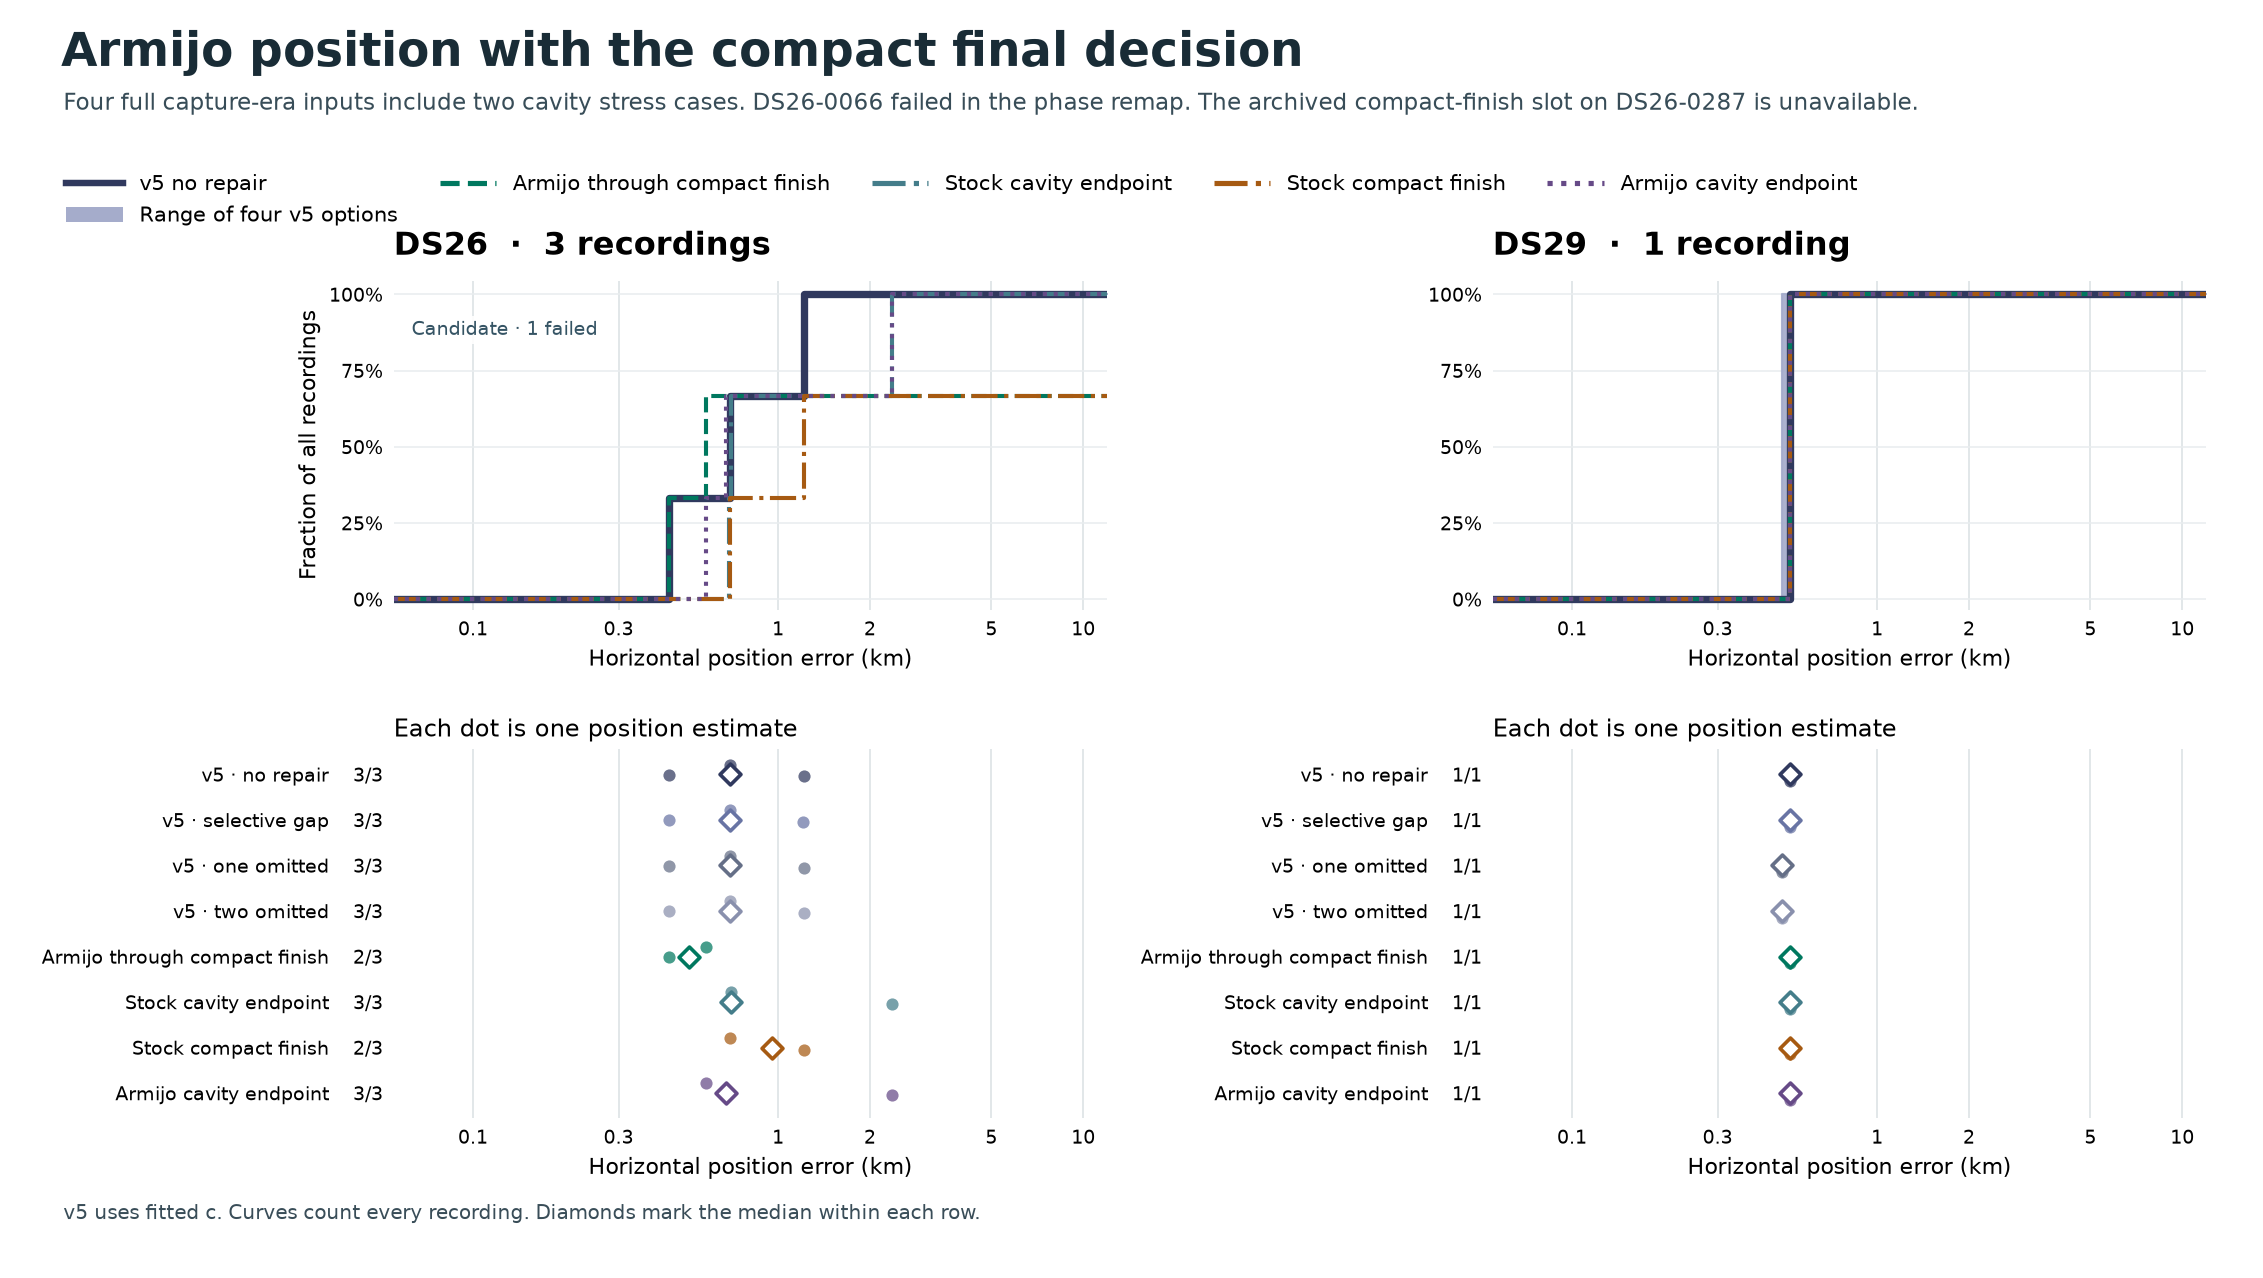 Armijo position with the compact final decision
Four full capture-era inputs include two cavity stress cases. DS26-0066 failed in the phase remap. The archived compact-finish slot on DS26-0287 is unavailable.
v5 no repair
Armijo through compact finish
Stock cavity endpoint
Stock compact finish
Armijo cavity endpoint
Range of four v5 options
DS26 · 3 recordings
Fraction of all recordings
100%
75%
50%
25%
0%
Candidate · 1 failed
0.1 0.3 1 2 5 10
Horizontal position error (km)
DS29 · 1 recording
100%
75%
50%
25%
0%
0.1 0.3 1 2 5 10
Horizontal position error (km)
Each dot is one position estimate
v5 · no repair 3/3
v5 · selective gap 3/3
v5 · one omitted 3/3
v5 · two omitted 3/3
Armijo through compact finish 2/3
Stock cavity endpoint 3/3
Stock compact finish 2/3
Armijo cavity endpoint 3/3
0.1 0.3 1 2 5 10
Horizontal position error (km)
Each dot is one position estimate
v5 · no repair 1/1
v5 · selective gap 1/1
v5 · one omitted 1/1
v5 · two omitted 1/1
Armijo through compact finish 1/1
Stock cavity endpoint 1/1
Stock compact finish 1/1
Armijo cavity endpoint 1/1
0.1 0.3 1 2 5 10
Horizontal position error (km)
v5 uses fitted c. Curves count every recording. Diamonds mark the median within each row.